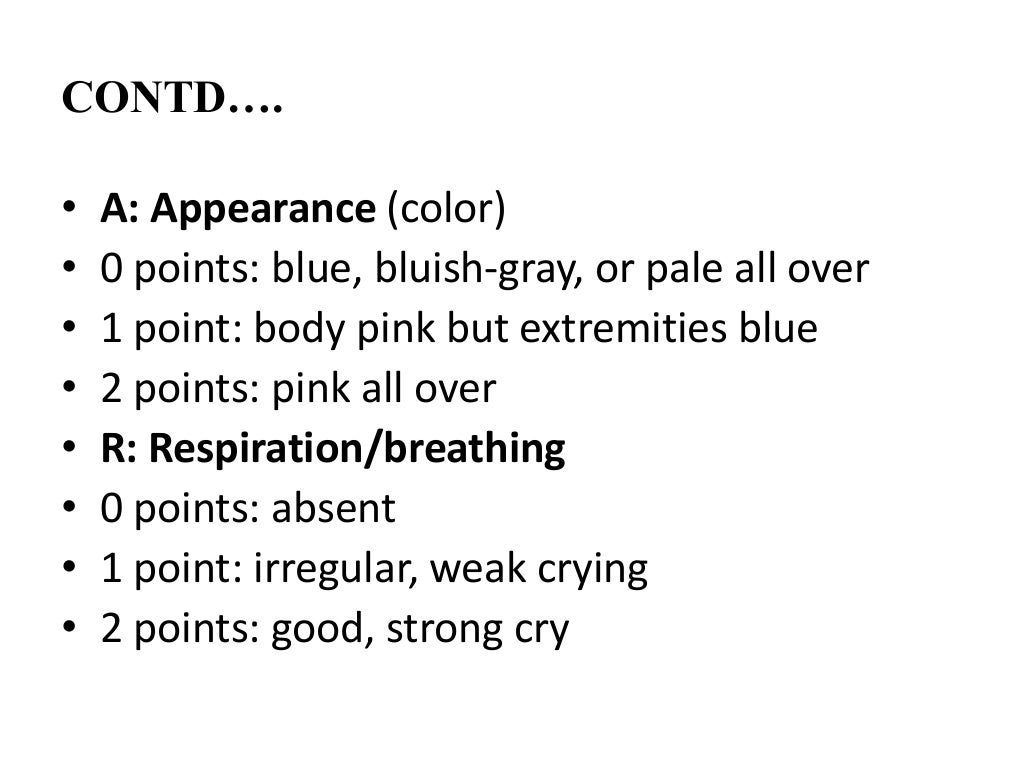 CONTD….
• A: Appearance (color)
• 0 points: blue, bluish-gray, or pale all over
• 1 point: body pink but extremities blue
• 2 points: pink all over
• R: Respiration/breathing
• 0 points: absent
• 1 point: irregular, weak crying
• 2 points: good, strong cry